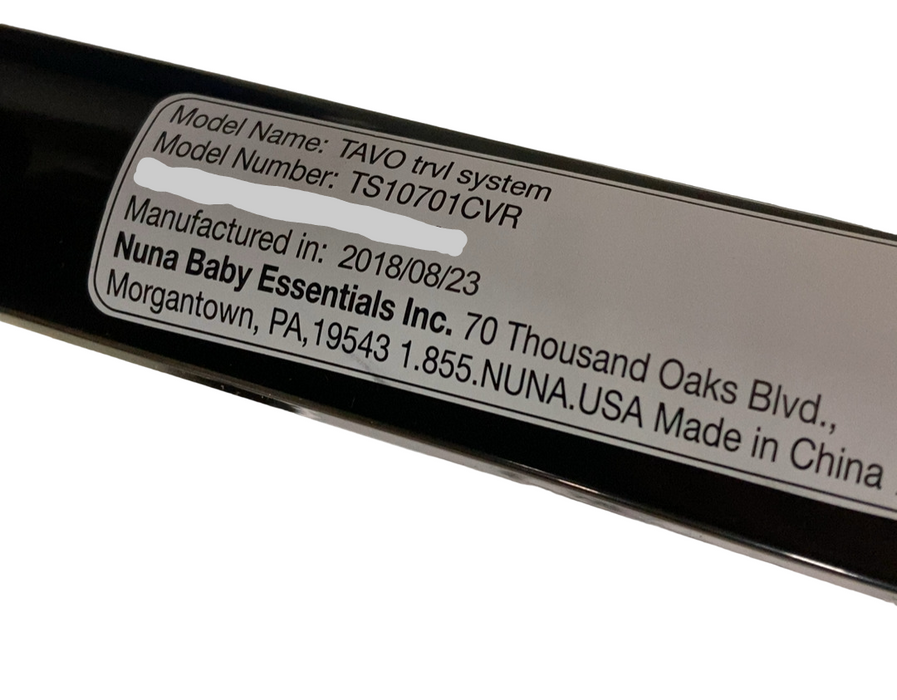 Model Name: TAVO trvl system
Model Number: TS10701CVR
Manufactured in: 2018/08/23
Nuna Baby Essentials Inc. 70 Thousand Oaks Blvd.,
Morgantown, PA,19543 1.855.NUNA.USA Made in China